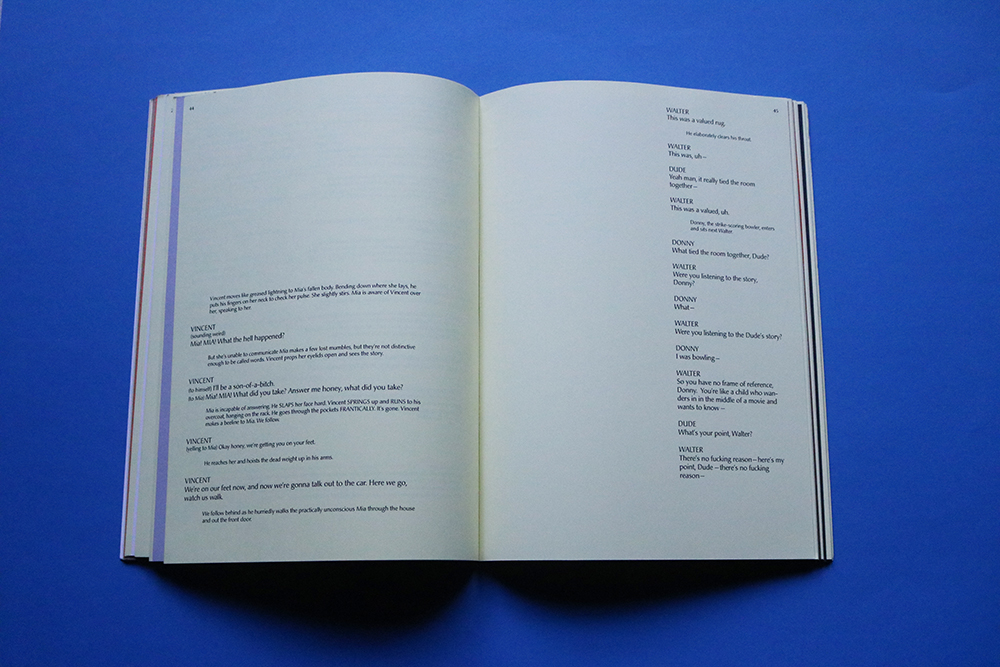 44
Vincent moves like greased lightning to Mia's fallen body. Bending down where she lays, he
puts his fingers on her neck to check her pulse. She slightly stirs. Mia is aware of Vincent over
her, speaking to her.
VINCENT
(sounding weird)
Mia! MIA! What the hell happened?
But she's unable to communicate Mia makes a few lost mumbles, but they're not distinctive
enough to be called words. Vincent props her eyelids open and sees the story.
VINCENT
(to himself) I'll be a son-of-a-bitch.
(to Mia) Mia! MIA! What did you take? Answer me honey, what did you take?
Mia is incapable of answering. He SLAPS her face hard. Vincent SPRINGS up and RUNS to his
overcoat, hanging on the rack. He goes through the pockets FRANTICALLY. It's gone. Vincent
makes a beeline to Mia. We follow.
VINCENT
(yelling to Mia) Okay honey, we're getting you on your feet.
He reaches her and hoists the dead weight up in his arms.
VINCENT
We're on our feet now, and now we're gonna talk out to the car. Here we go,
watch us walk.
We follow behind as he hurriedly walks the practically unconscious Mia through the house
and out the front door.
45
WALTER
This was a valued rug.
He elaborately clears his throat.
WALTER
This was, uh –
DUDE
Yeah man, it really tied the room
together –
WALTER
This was a valued, uh.
Donny, the strike-scoring bowler, enters
and sits next Walter.
DONNY
What tied the room together, Dude?
WALTER
Were you listening to the story,
Donny?
DONNY
What –
WALTER
Were you listening to the Dude's story?
DONNY
I was bowling –
WALTER
So you have no frame of reference,
Donny. You're like a child who wan-
ders in in the middle of a movie and
wants to know –
DUDE
What's your point, Walter?
WALTER
There's no fucking reason – here's my
point, Dude – there's no fucking
reason –